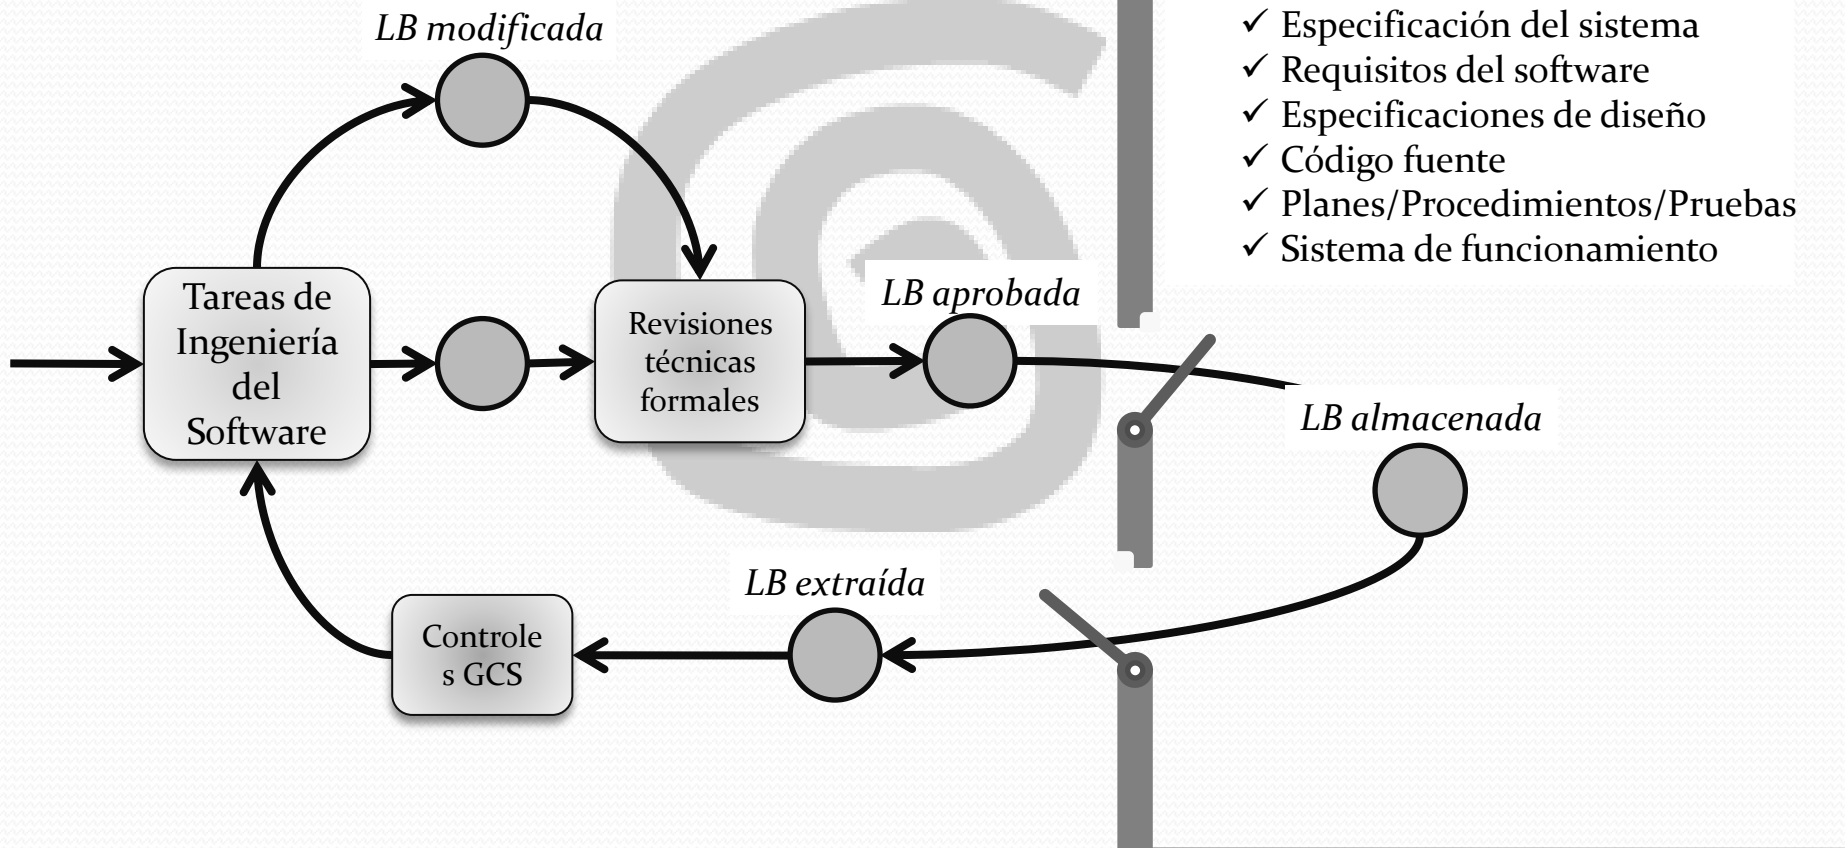 LB modificada
✓ Especificación del sistema
✓ Requisitos del software
✓ Especificaciones de diseño
✓ Código fuente
✓ Planes/Procedimientos/Pruebas
✓ Sistema de funcionamiento
Tareas de
Ingeniería
del
Software
Revisiones
técnicas
formales
LB aprobada
LB almacenada
LB extraída
Controle
s GCS